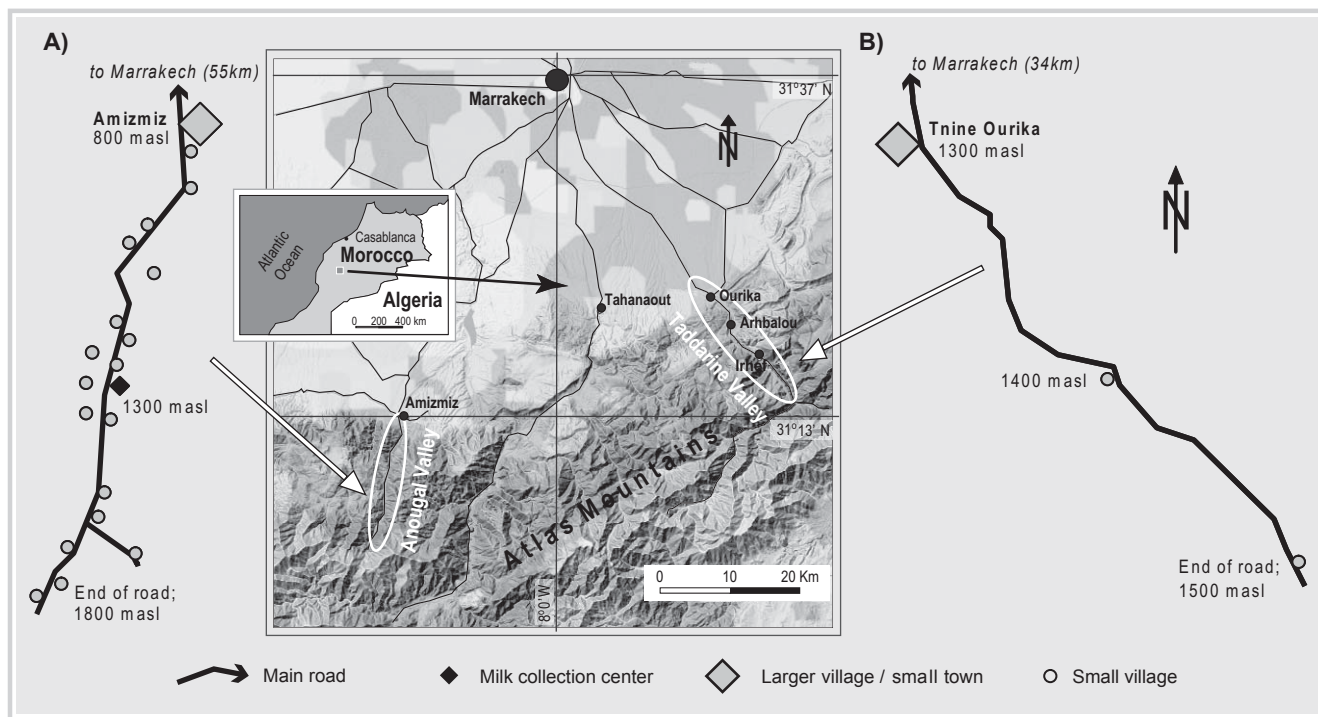 A)
to Marrakech (55km)
Amizmiz
800 masl
1300 masl
End of road;
1800 masl
Marrakech
31°37' N
N
Atlantic
Ocean
Casablanca
Morocco
Algeria
0 200 400 km
Tahanaout
Ourika
Arhbalou
Irhef
Taddarine Valley
Amizmiz
31°13' N
Anougal Valley
Atlas Mountains
0 10 20 Km
8°0'W
B)
to Marrakech (34km)
Tnine Ourika
1300 masl
N
1400 masl
End of road;
1500 masl
Main road
Milk collection center
Larger village / small town
Small village